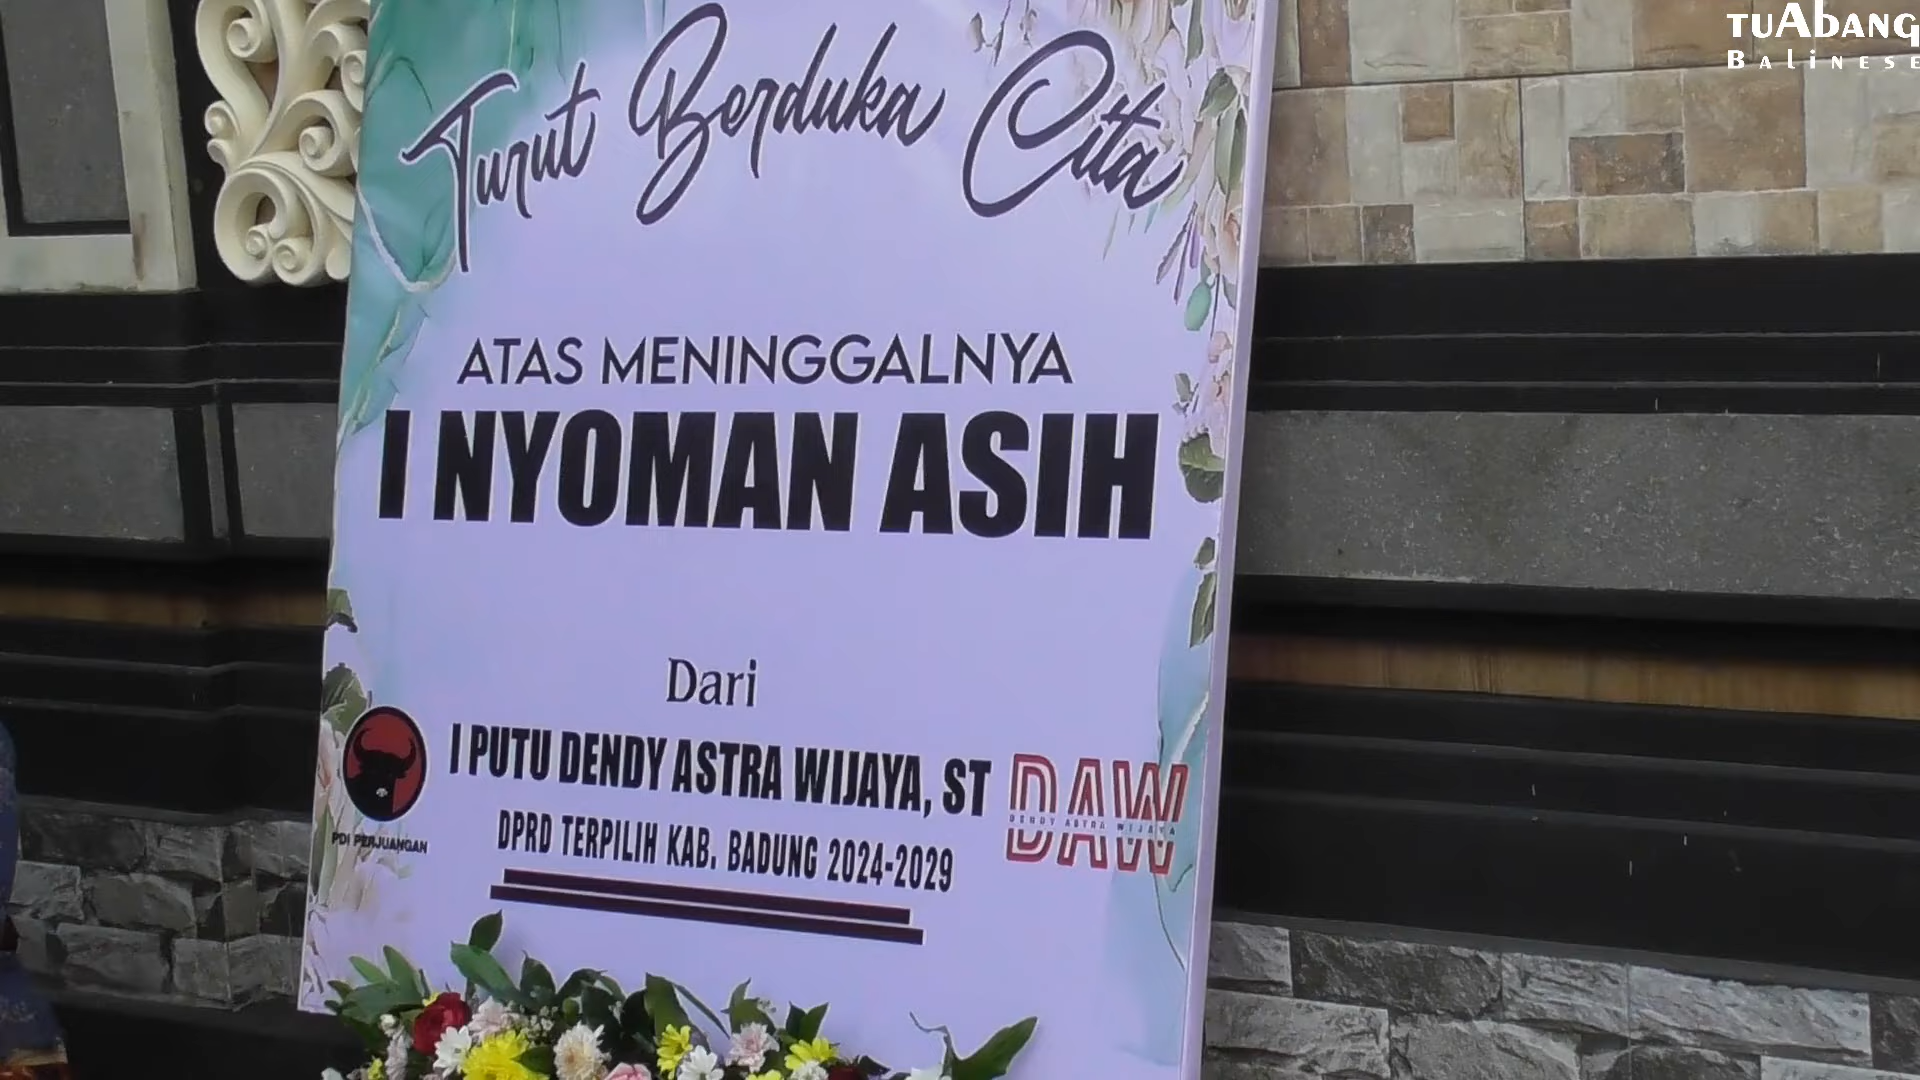 TUAbANG
BALiNESE
Turut Berduka Cita
ATAS MENINGGALNYA
I NYOMAN ASIH
Dari
I PUTU DENDY ASTRA WIJAYA, ST
DAW
DENDY ASTRA WIJAYA
DPRD TERPILIH KAB. BADUNG 2024-2029
PDI PERJUANGAN